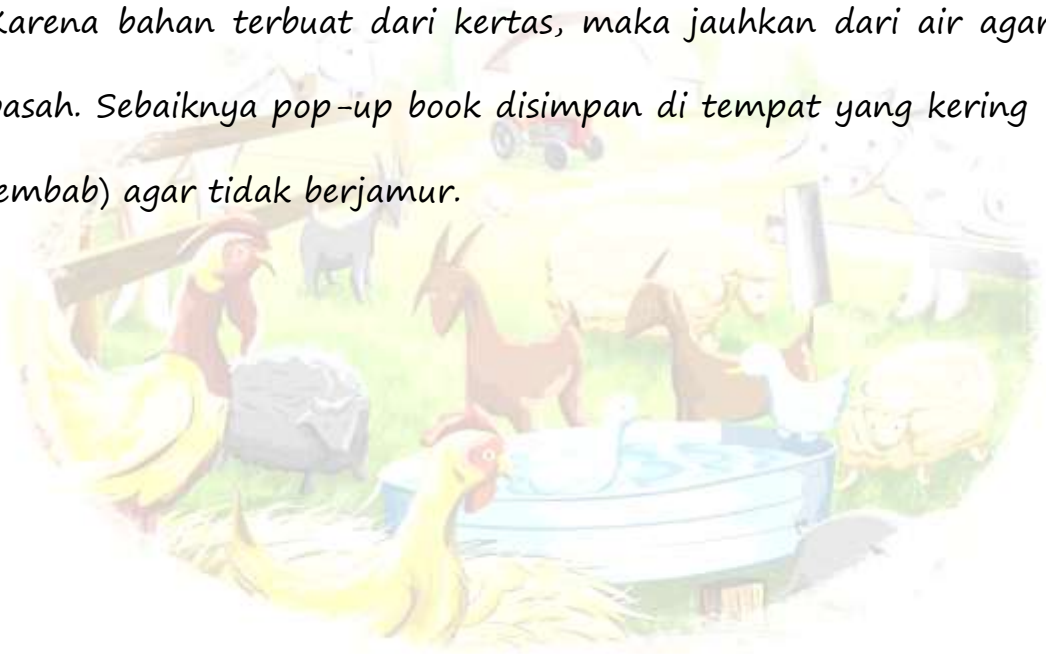 Karena bahan terbuat dari kertas, maka jauhkan dari air agar
basah. Sebaiknya pop-up book disimpan di tempat yang kering
embab) agar tidak berjamur.